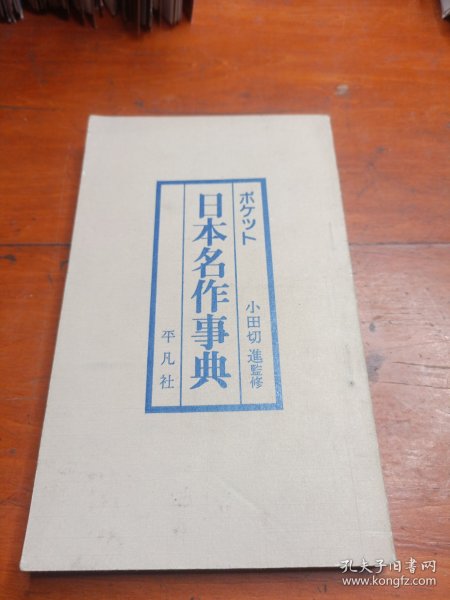 ポケット
小田切 進監修
日本名作事典
平凡社
孔夫子旧书网
www.kongfz.com